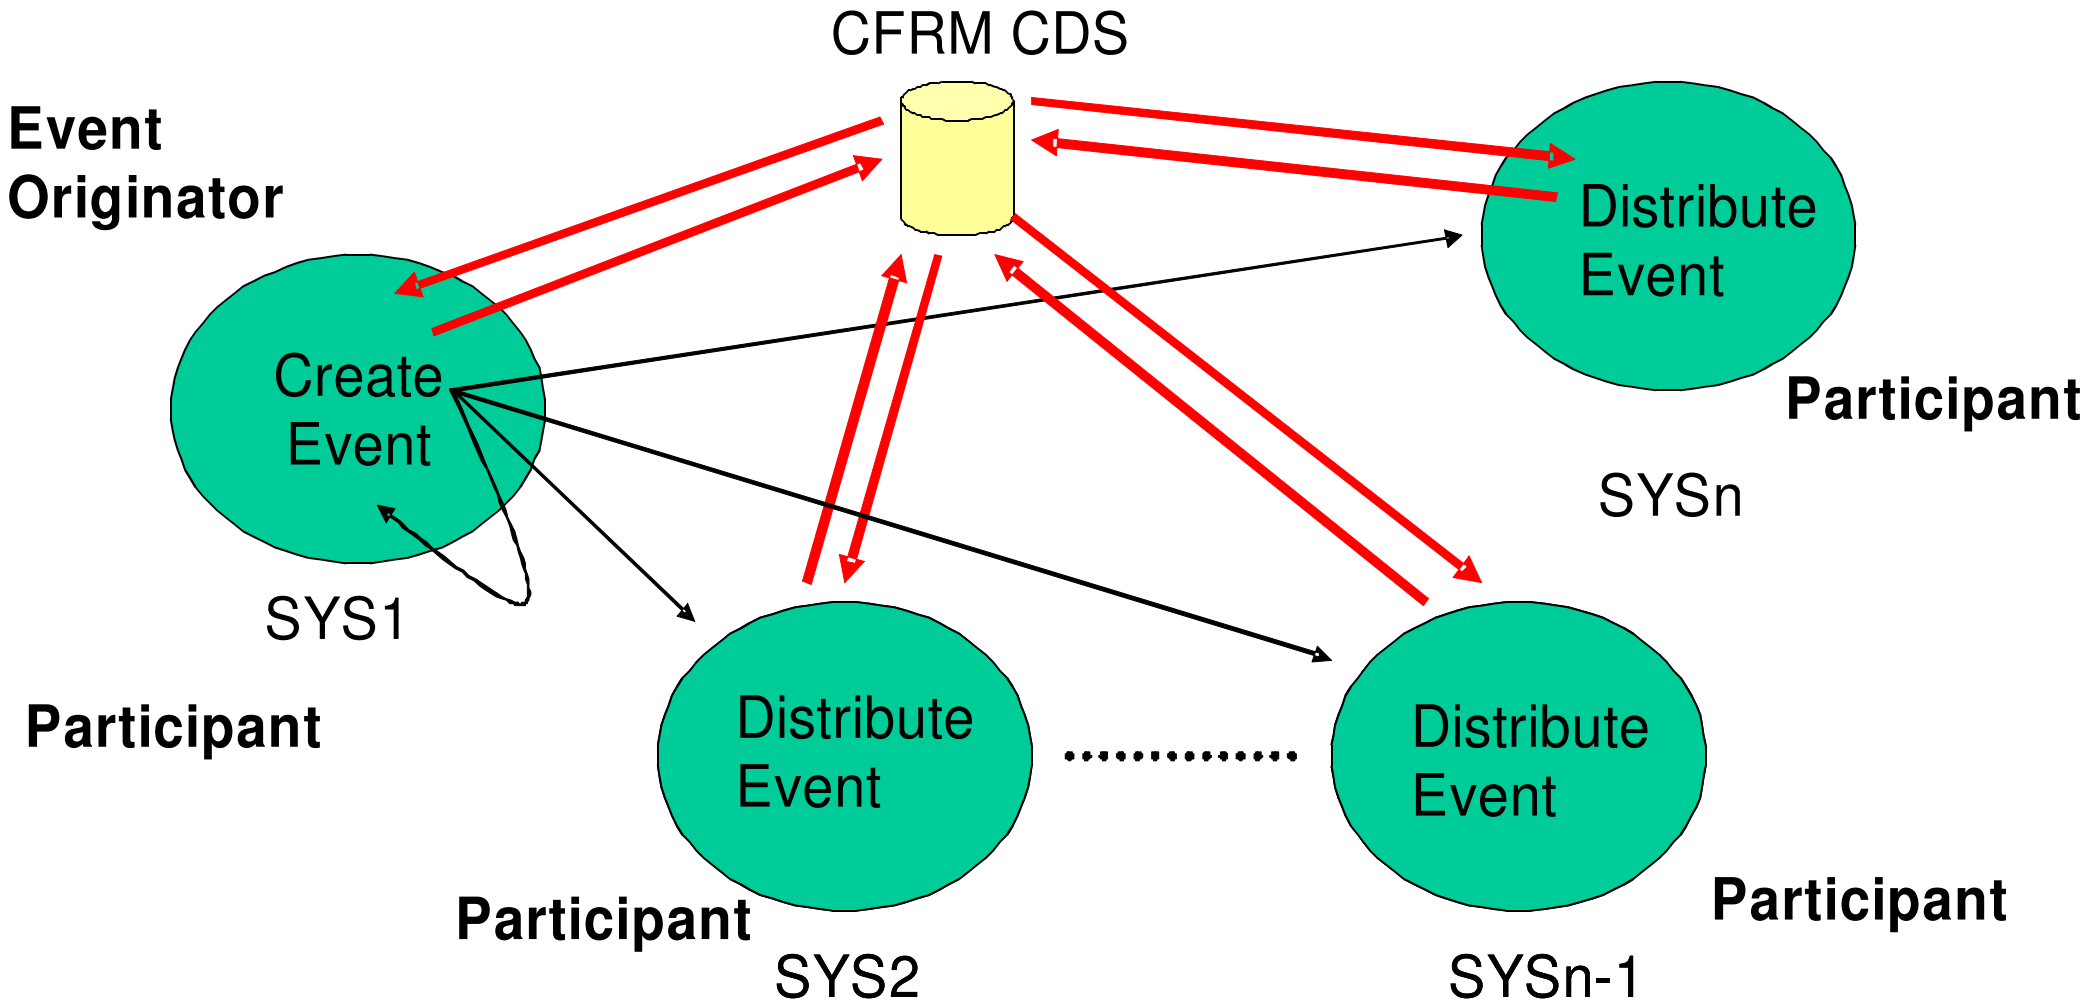 CFRM CDS
Event
Originator
Distribute
Event
Create
Event
Participant
SYSn
SYS1
Participant
Distribute
Event
Distribute
Event
Participant
Participant
SYS2
SYSn-1